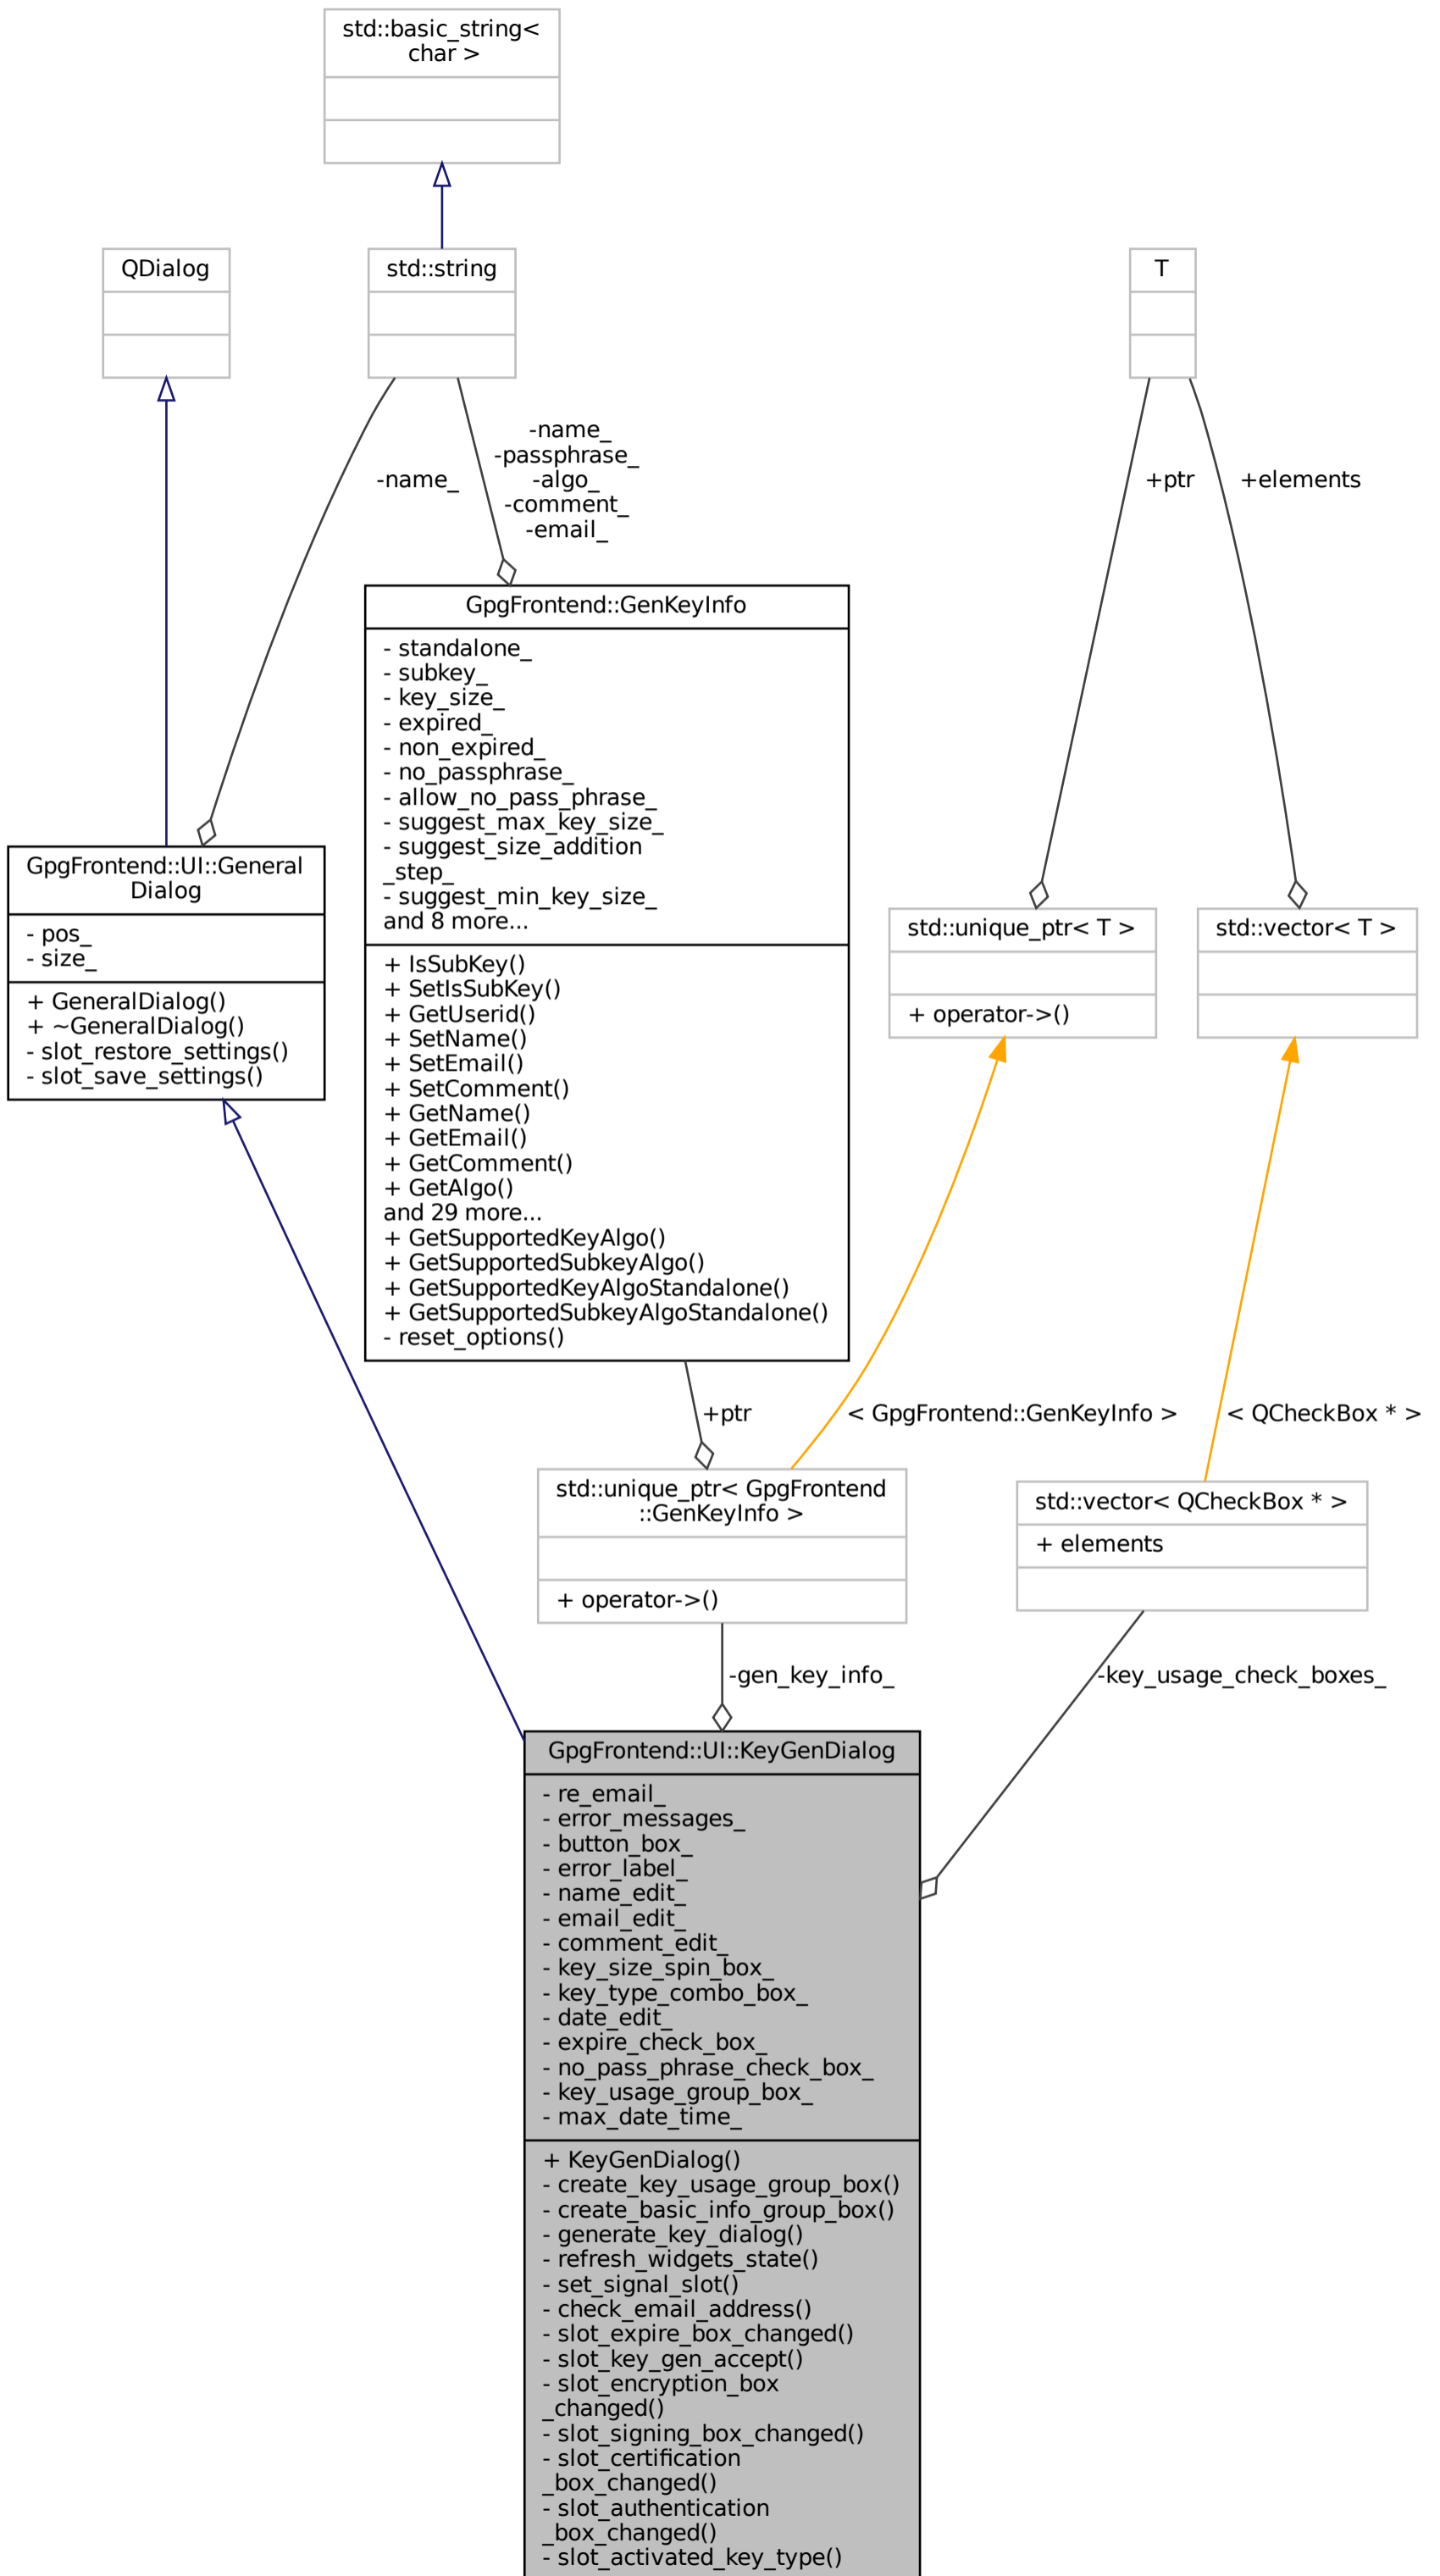 std::basic_string<
char >
QDialog
std::string
T
-name_
-name_
-passphrase_
-algo_
-comment_
-email_
+ptr
+elements
GpgFrontend::GenKeyInfo
- standalone_
- subkey_
- key_size_
- expired_
- non_expired_
- no_passphrase_
- allow_no_pass_phrase_
- suggest_max_key_size_
- suggest_size_addition
_step_
- suggest_min_key_size_
and 8 more...
+ IsSubKey()
+ SetIsSubKey()
+ GetUserid()
+ SetName()
+ SetEmail()
+ SetComment()
+ GetName()
+ GetEmail()
+ GetComment()
+ GetAlgo()
and 29 more...
+ GetSupportedKeyAlgo()
+ GetSupportedSubkeyAlgo()
+ GetSupportedKeyAlgoStandalone()
+ GetSupportedSubkeyAlgoStandalone()
- reset_options()
GpgFrontend::UI::General
Dialog
- pos_
- size_
+ GeneralDialog()
+ ~GeneralDialog()
- slot_restore_settings()
- slot_save_settings()
std::unique_ptr< T >
+ operator->()
std::vector< T >
+ptr
< GpgFrontend::GenKeyInfo >
< QCheckBox * >
std::unique_ptr< GpgFrontend
::GenKeyInfo >
+ operator->()
std::vector< QCheckBox * >
+ elements
-gen_key_info_
-key_usage_check_boxes_
GpgFrontend::UI::KeyGenDialog
- re_email_
- error_messages_
- button_box_
- error_label_
- name_edit_
- email_edit_
- comment_edit_
- key_size_spin_box_
- key_type_combo_box_
- date_edit_
- expire_check_box_
- no_pass_phrase_check_box_
- key_usage_group_box_
- max_date_time_
+ KeyGenDialog()
- create_key_usage_group_box()
- create_basic_info_group_box()
- generate_key_dialog()
- refresh_widgets_state()
- set_signal_slot()
- check_email_address()
- slot_expire_box_changed()
- slot_key_gen_accept()
- slot_encryption_box
_changed()
- slot_signing_box_changed()
- slot_certification
_box_changed()
- slot_authentication
_box_changed()
- slot_activated_key_type()